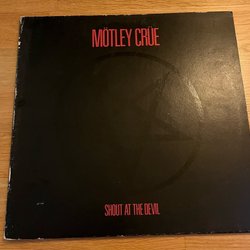 MÖTLEY CRÜE
SHOUT AT THE DEVIL